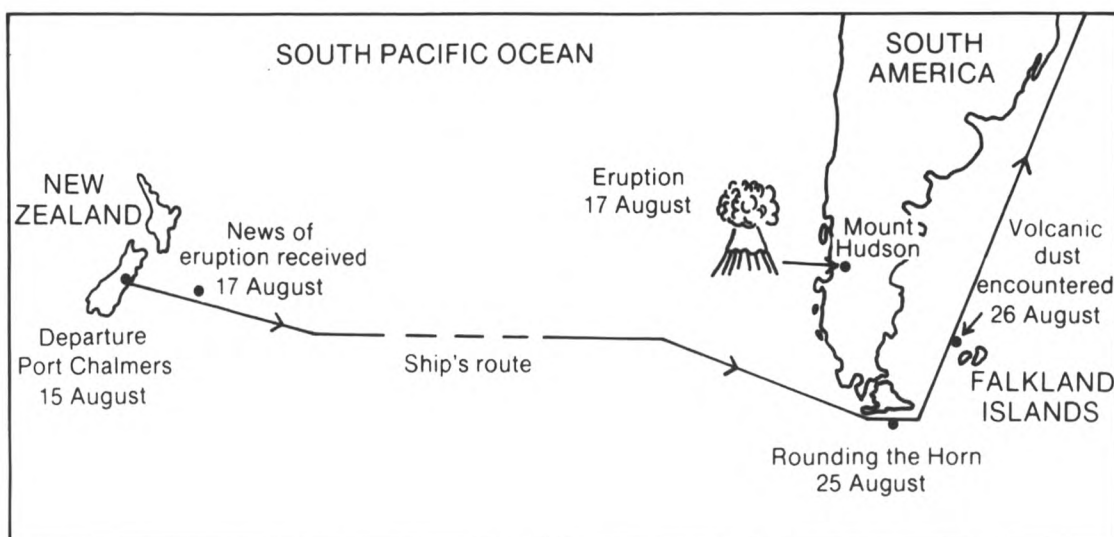 SOUTH PACIFIC OCEAN
SOUTH
AMERICA
NEW
ZEALAND
News of
eruption received
17 August
Departure
Port Chalmers
15 August
Ship's route
Eruption
17 August
Mount
Hudson
Volcanic
dust
encountered
26 August
FALKLAND
ISLANDS
Rounding the Horn
25 August